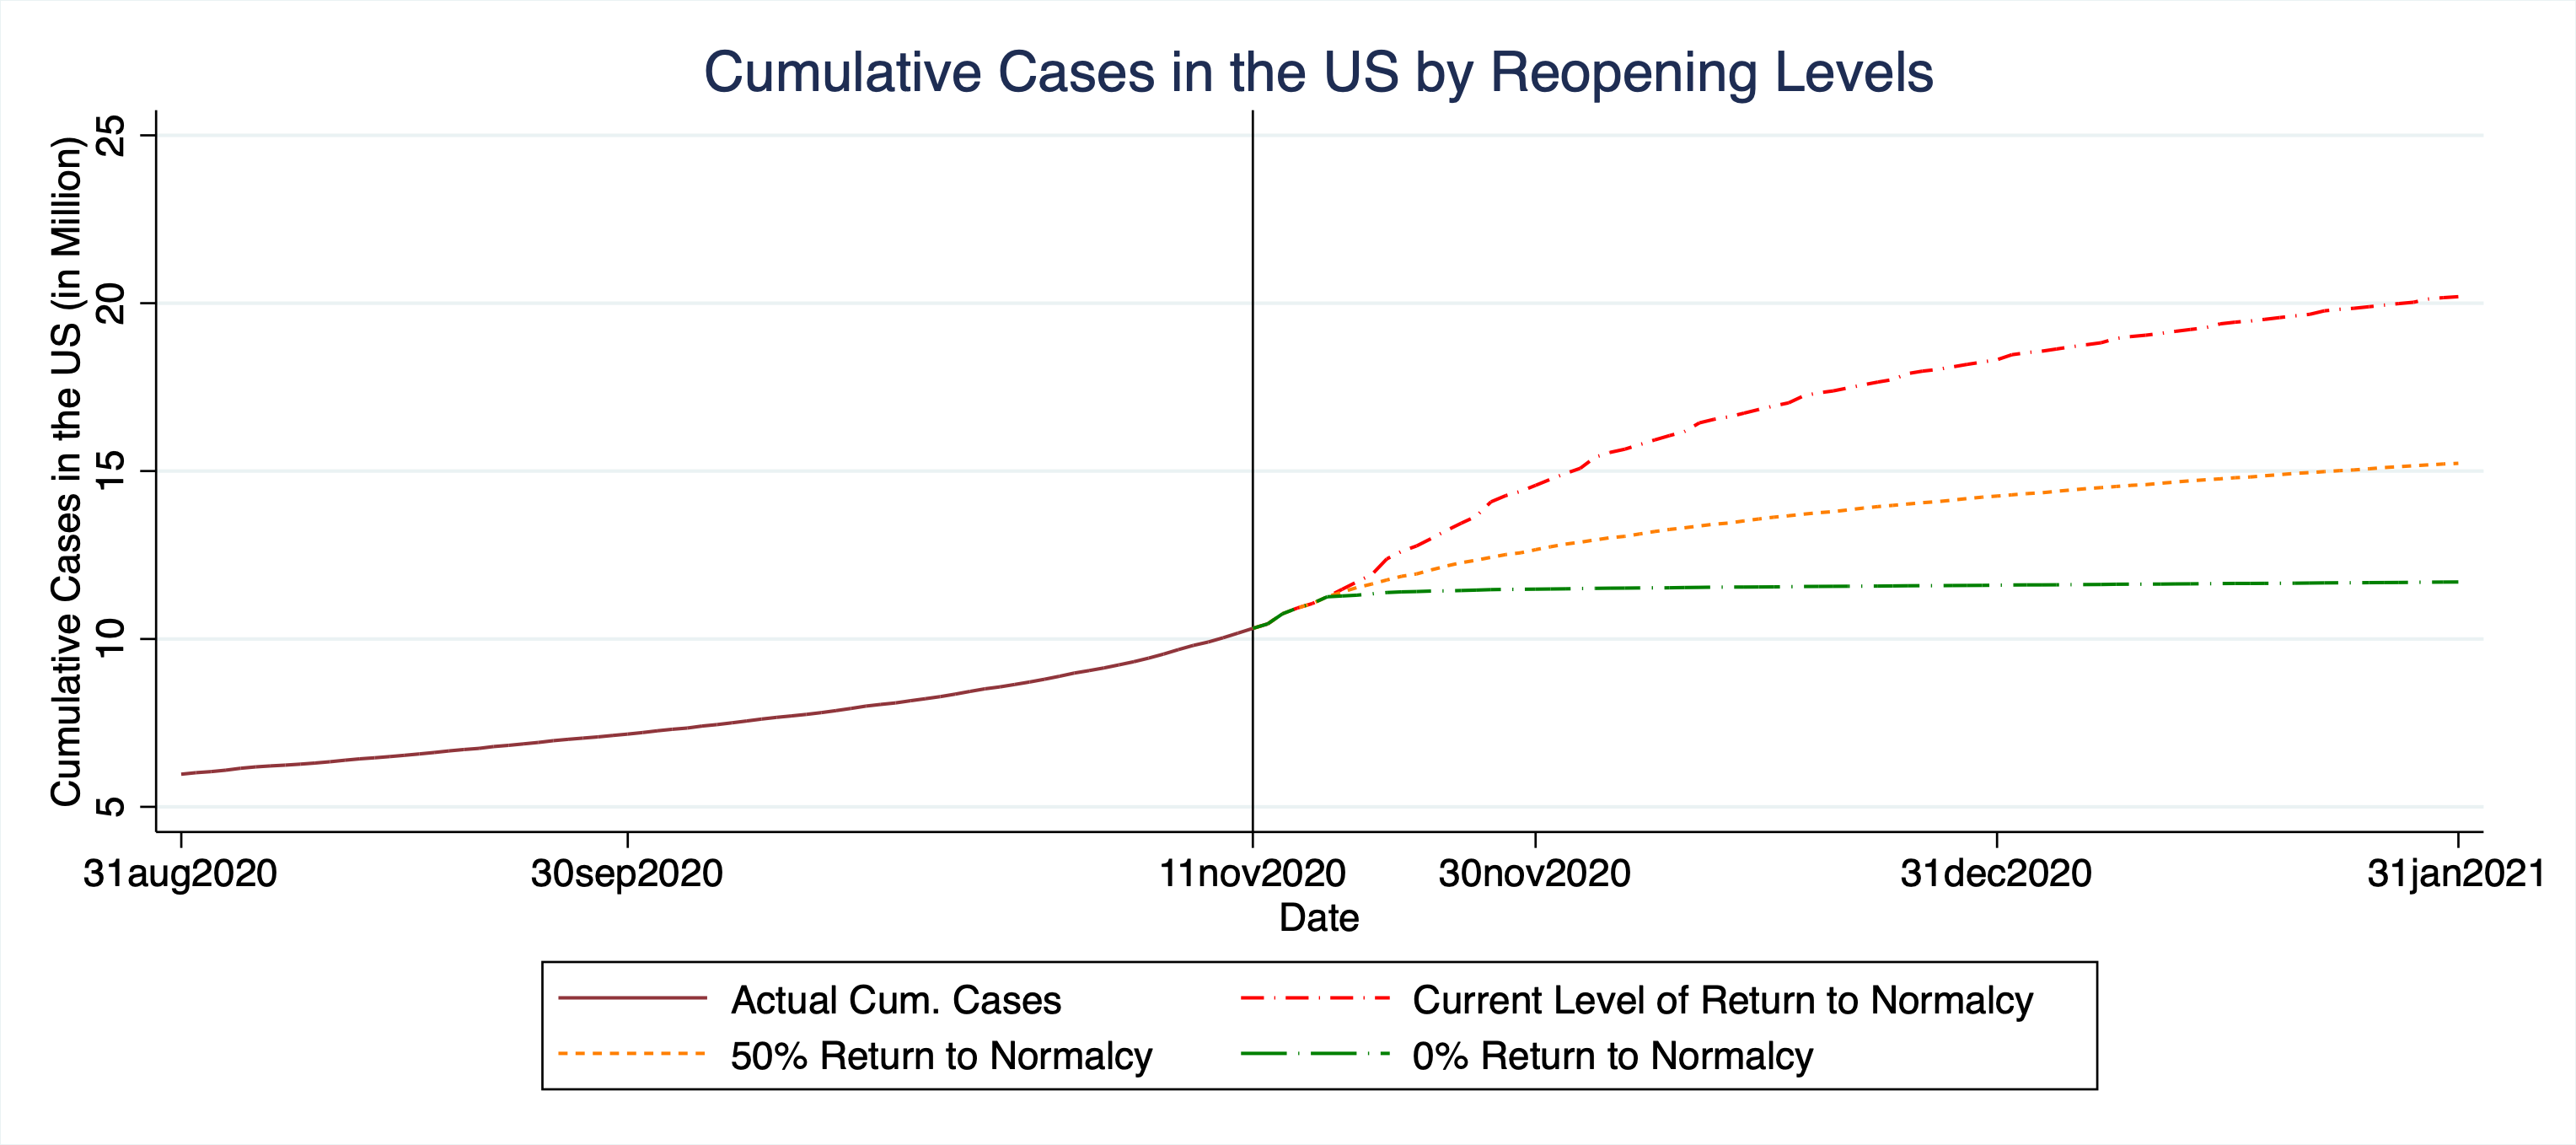 Cumulative Cases in the US by Reopening Levels
Cumulative Cases in the US (in Million)
25
20
15
10
5
31aug2020
30sep2020
11nov2020
30nov2020
31dec2020
31jan2021
Date
Actual Cum. Cases
Current Level of Return to Normalcy
50% Return to Normalcy
0% Return to Normalcy